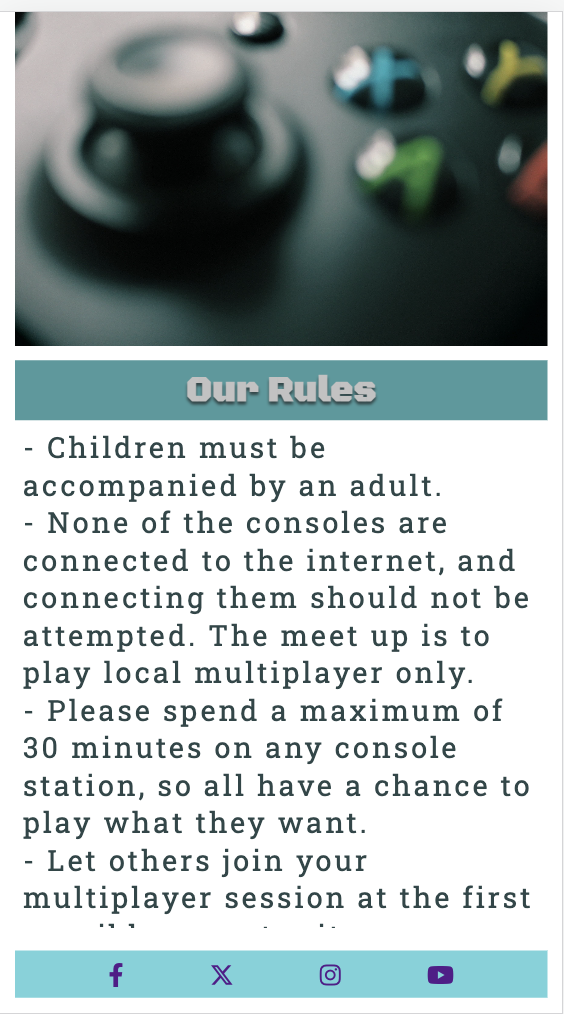 Our Rules
- Children must be
accompanied by an adult.
- None of the consoles are
connected to the internet, and
connecting them should not be
attempted. The meet up is to
play local multiplayer only.
- Please spend a maximum of
30 minutes on any console
station, so all have a chance to
play what they want.
- Let others join your
multiplayer session at the first